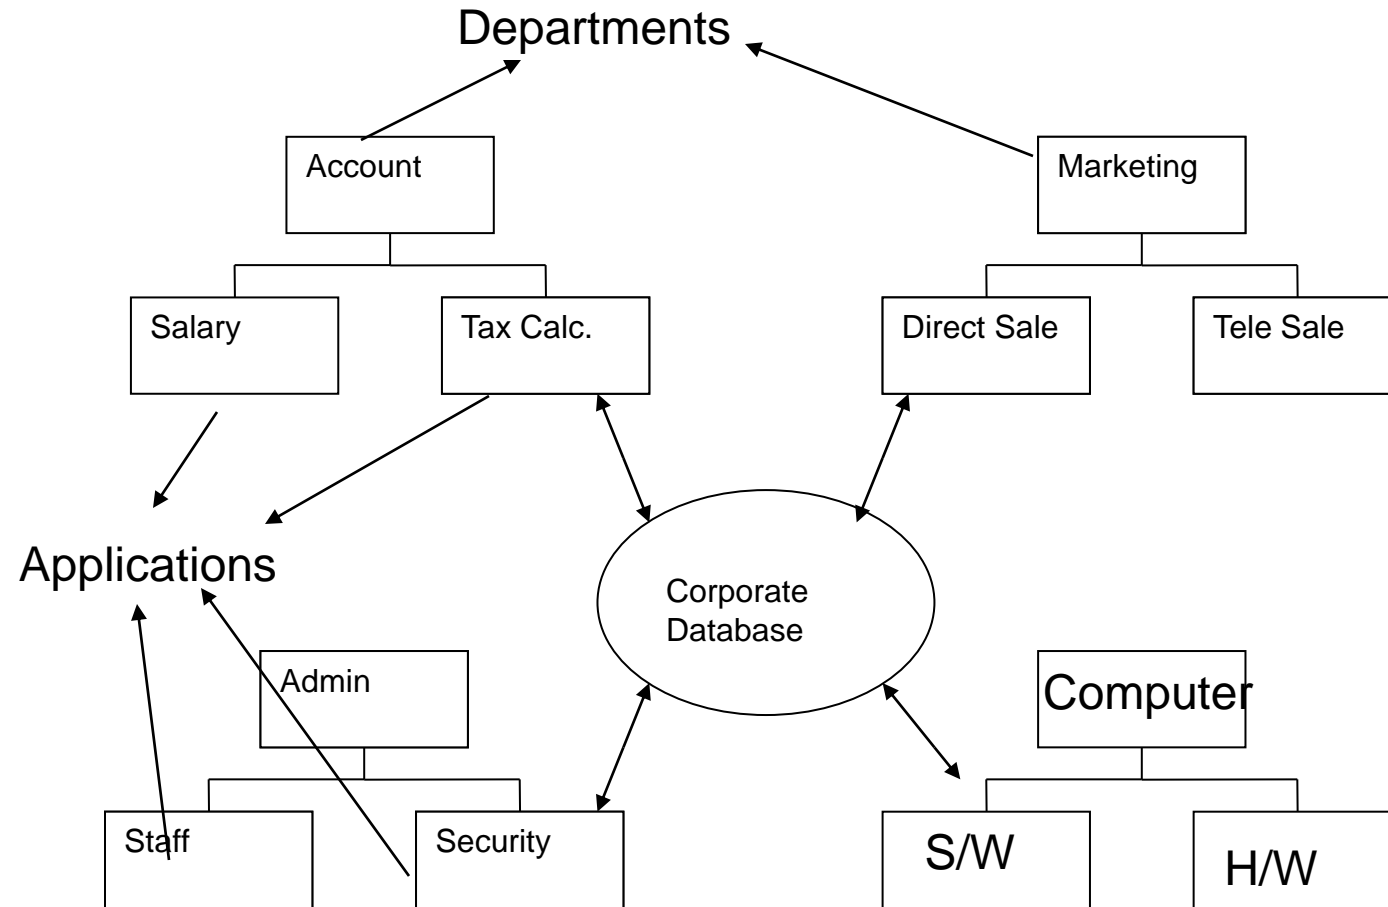 Departments
Account
Marketing
Salary
Tax Calc.
Direct Sale
Tele Sale
Applications
Corporate
Database
Admin
Computer
Staff
Security
S/W
H/W